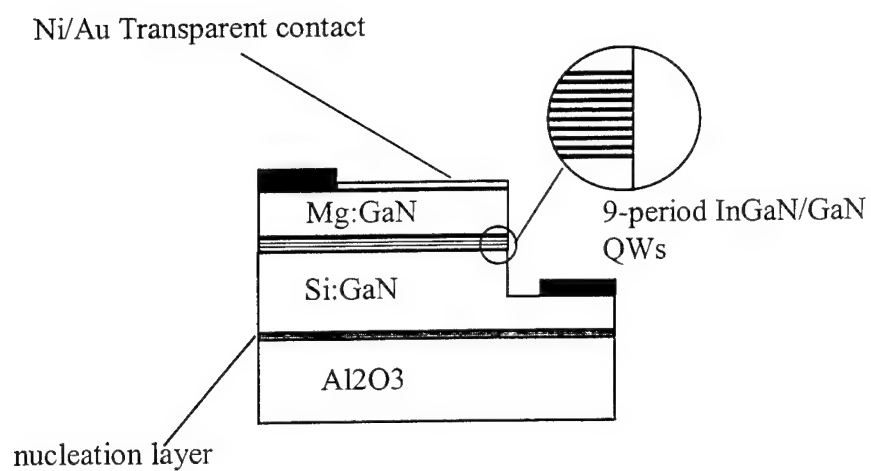 Ni/Au Transparent contact
Mg:GaN
9-period InGaN/GaN
QWs
Si:GaN
Al2O3
nucleation layer